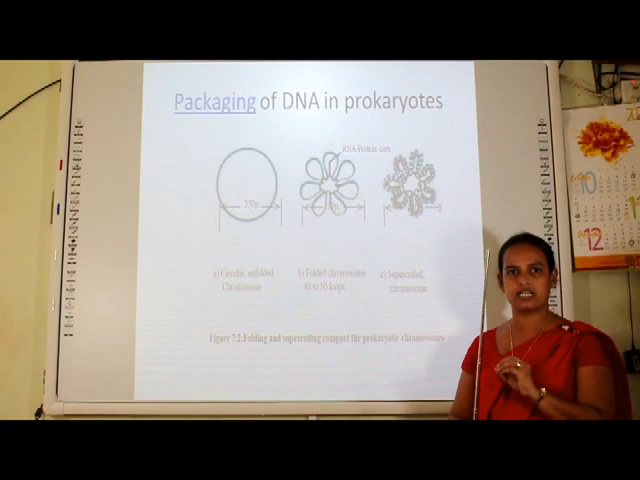 Packaging of DNA in prokaryotes
RNA-Protein core
350µ
a) Circular, unfolded
Chromosome
b) Folded chromosome
40 to 50 loops
c) Supercoiled,
chromosome
Figure 7.2:Folding and supercoiling compact the prokaryotic chromosomes
10
12